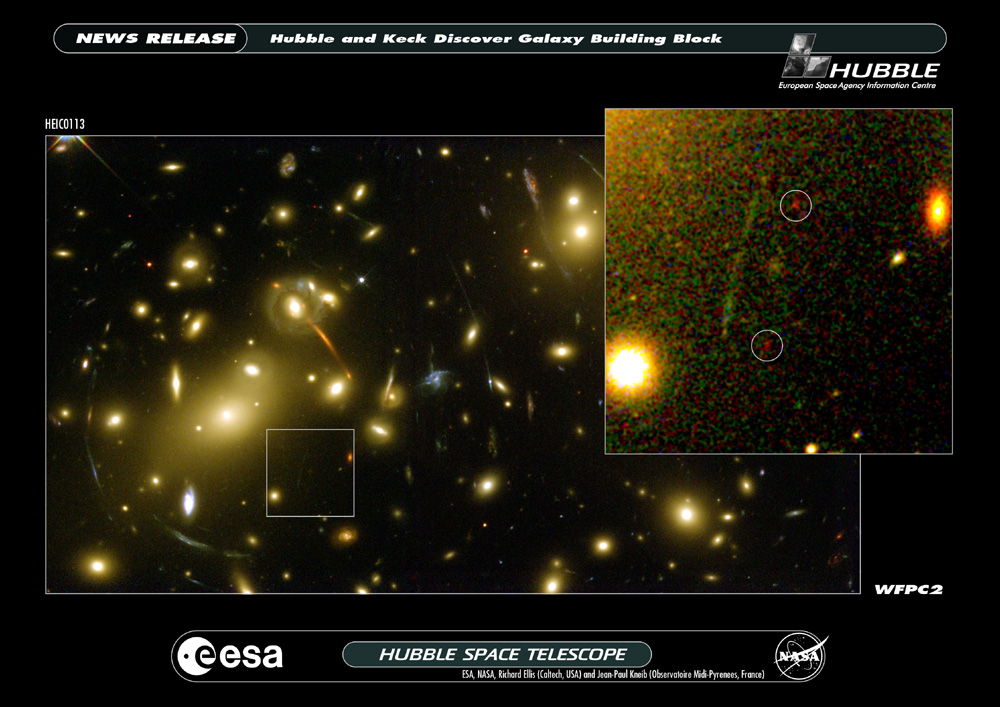 NEWS RELEASE
Hubble and Keck Discover Galaxy Building Block
HUBBLE
European Space Agency Information Centre
HEIC0113
WFPC2
esa
HUBBLE SPACE TELESCOPE
NASA
ESA, NASA, Richard Ellis (Caltech, USA) and Jean-Paul Kneib (Observatoire Midi-Pyrenees, France)